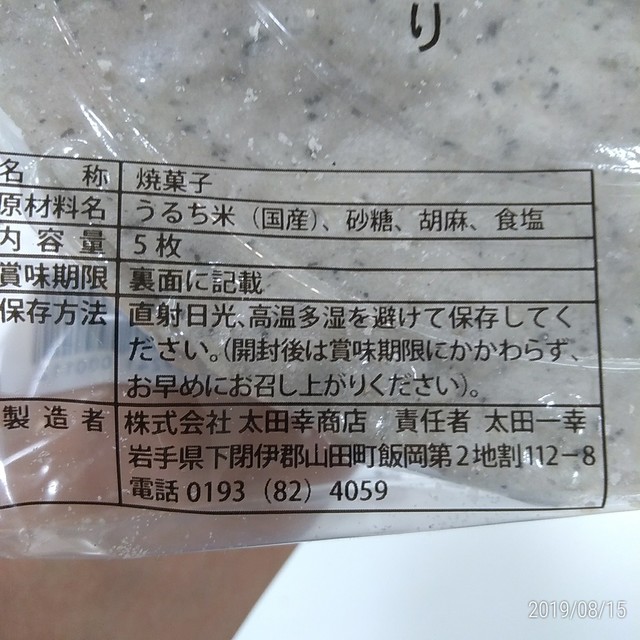 り
名称 焼菓子
原材料名 うるち米（国産）、砂糖、胡麻、食塩
内容量 5枚
賞味期限 裏面に記載
保存方法 直射日光、高温多湿を避けて保存してく
ださい。（開封後は賞味期限にかかわらず、
お早めにお召し上がりください）。
製造者 株式会社 太田幸商店 責任者 太田一幸
岩手県下閉伊郡山田町飯岡第2地割112-8
電話 0193（82）4059
2019/08/15